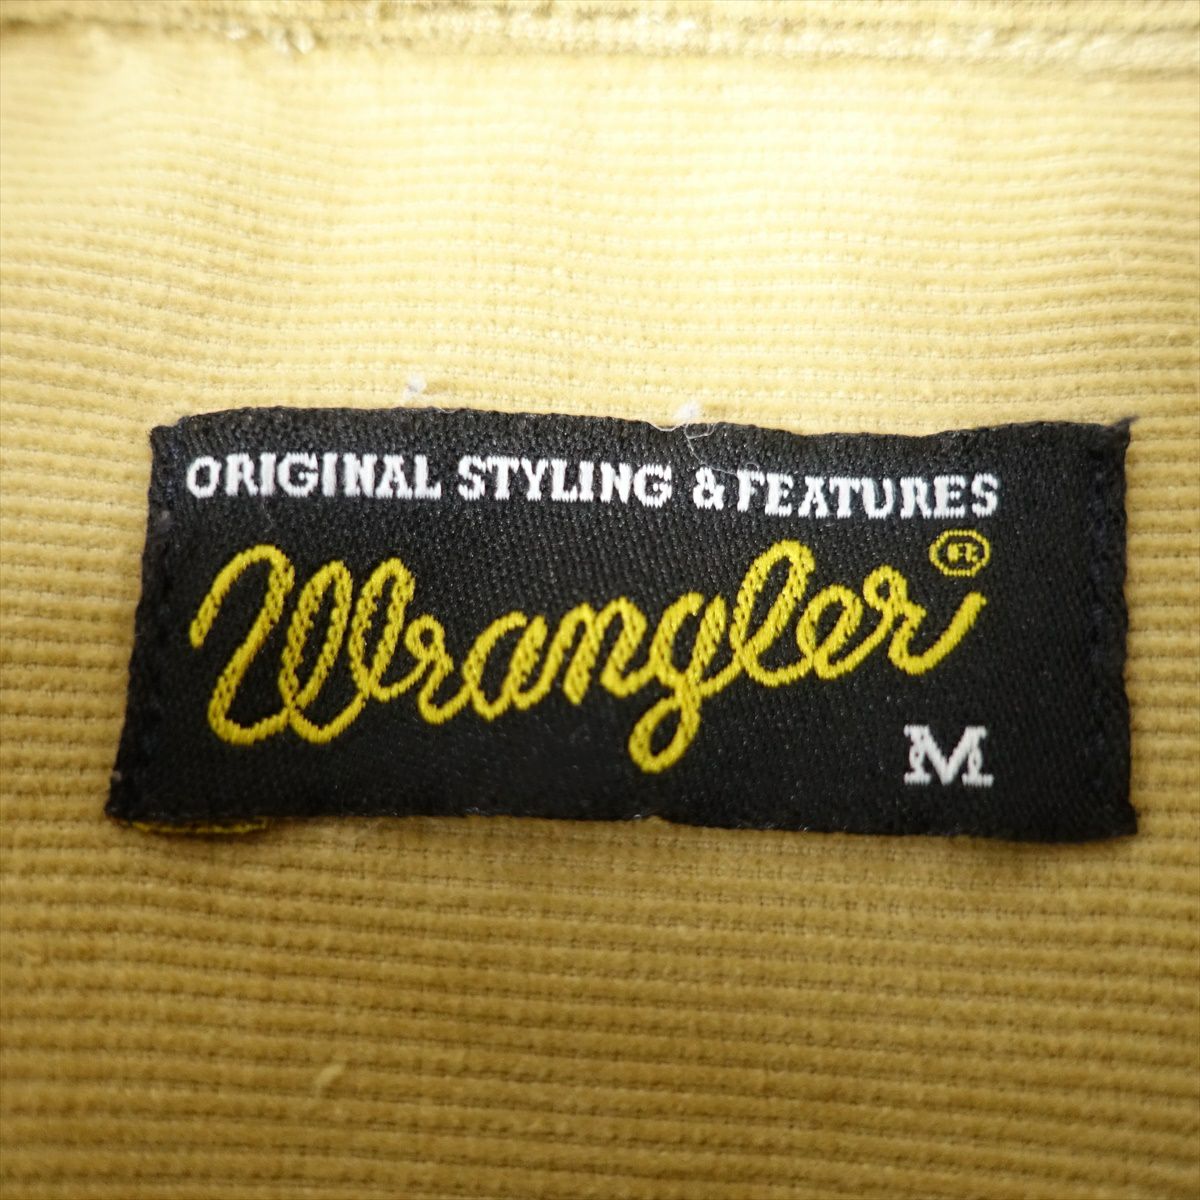 ORIGINAL STYLING & FEATURES
Wrangler®
M